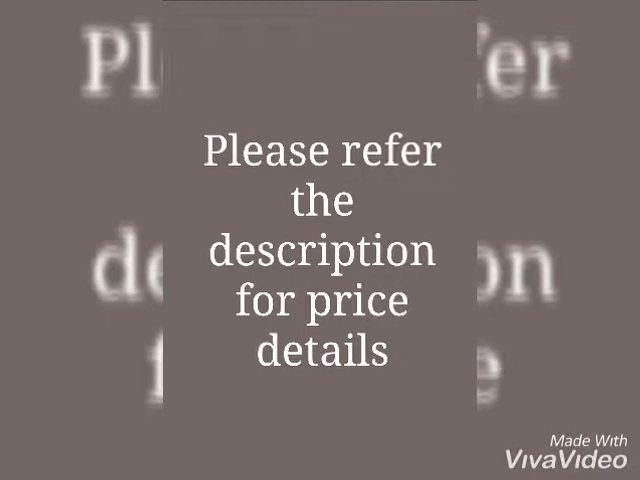 Please refer
the
description
for price
details
Made With
VivaVideo